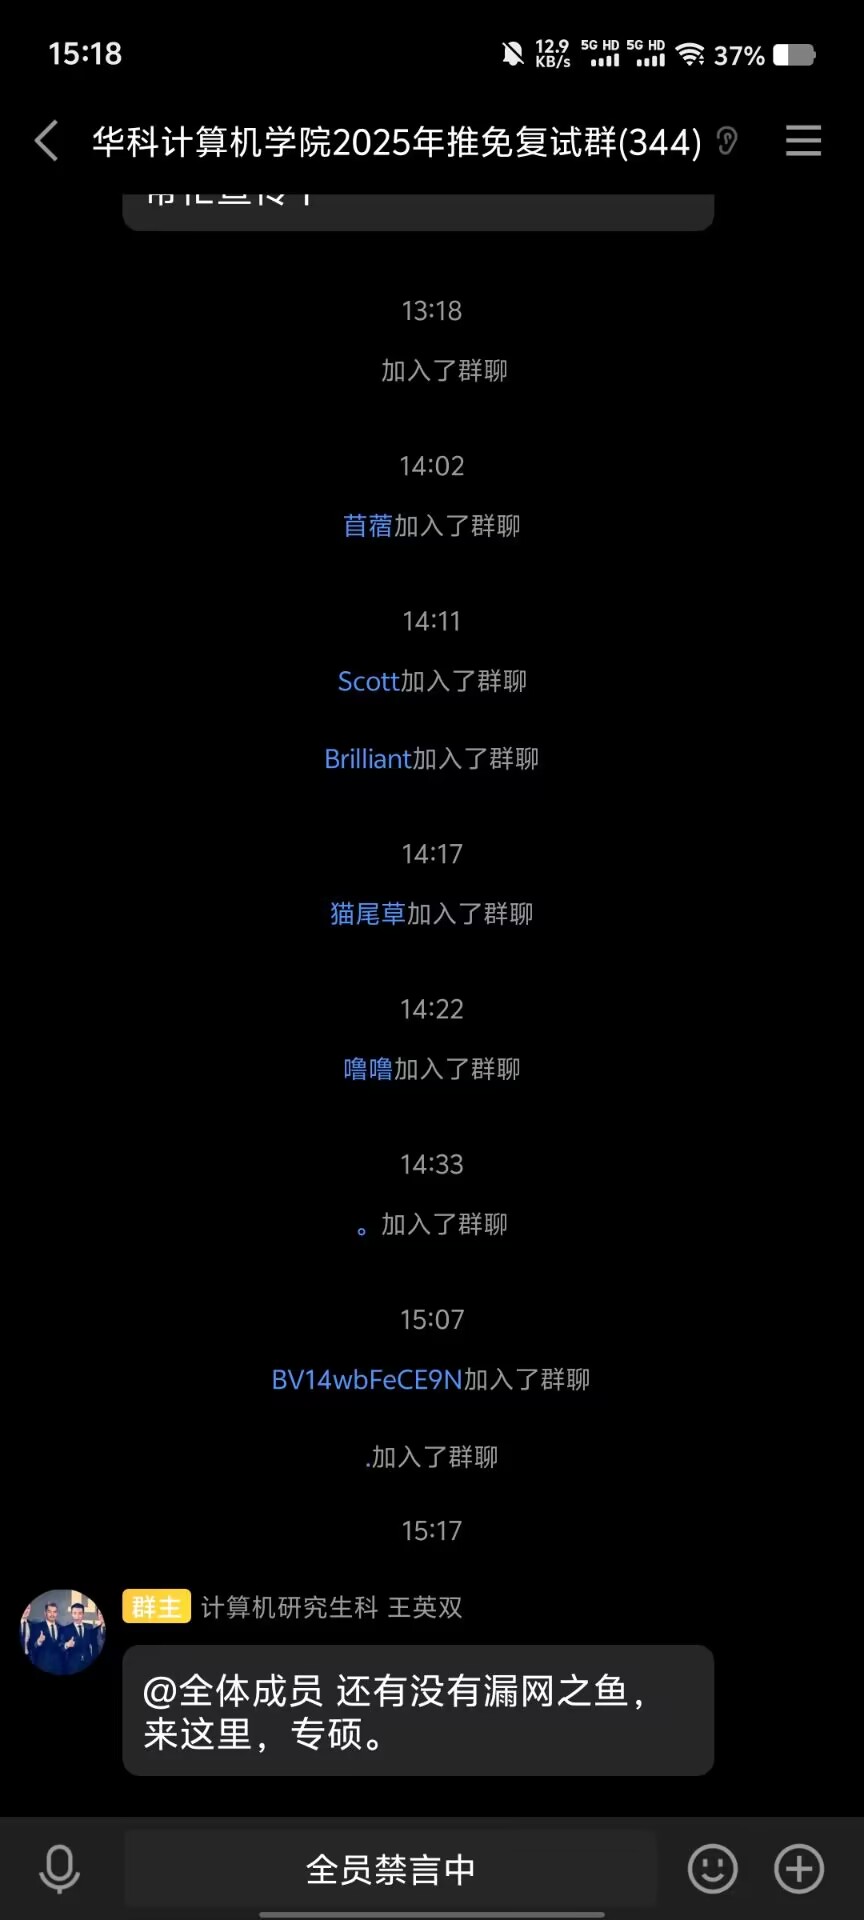 15:18
12.9 KB/s 5G HD 5G HD 37%
华科计算机学院2025年推免复试群(344)
13:18
加入了群聊
14:02
苜蓿加入了群聊
14:11
Scott加入了群聊
Brilliant加入了群聊
14:17
猫尾草加入了群聊
14:22
噜噜加入了群聊
14:33
。加入了群聊
15:07
BV14wbFeCE9N加入了群聊
.加入了群聊
15:17
群主 计算机研究生科 王英双
@全体成员 还有没有漏网之鱼，
来这里，专硕。
全员禁言中